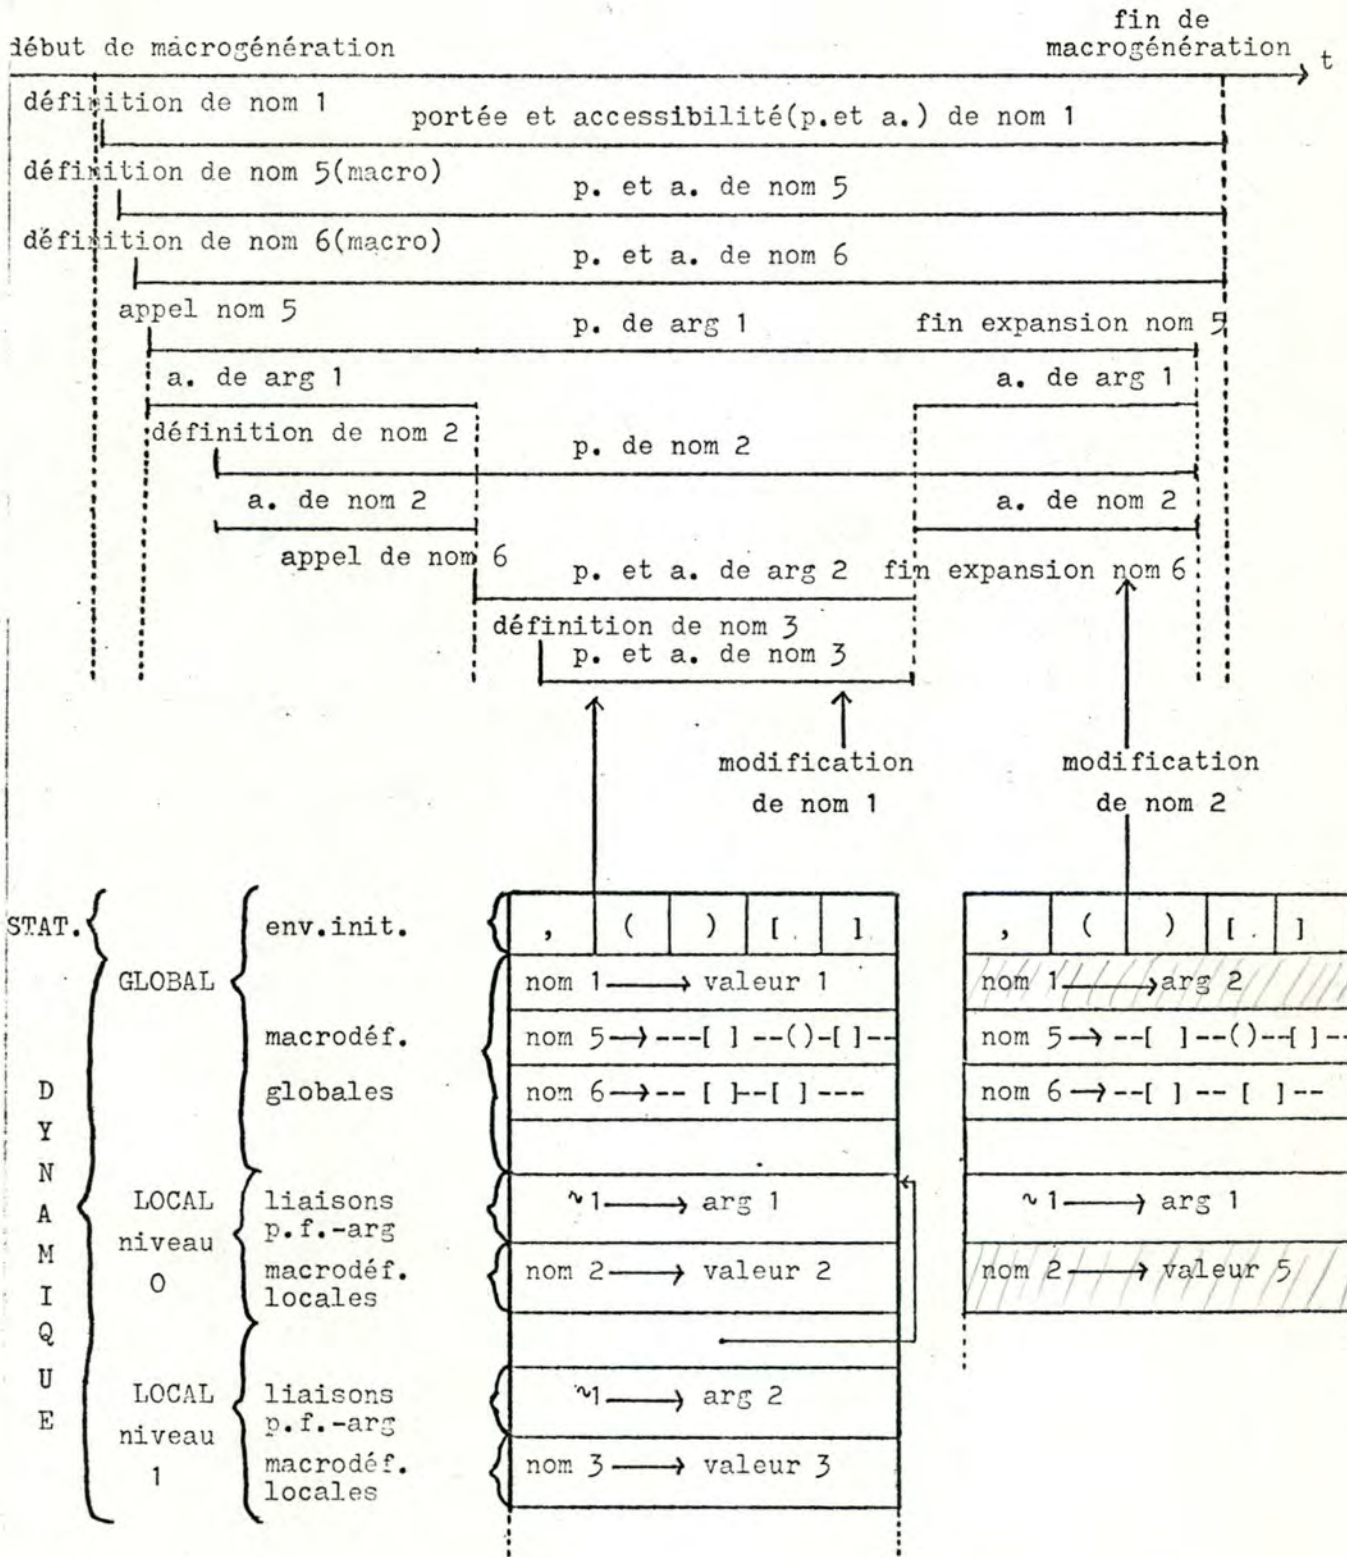 fin de
début de macrogénération
macrogénération
t
définition de nom 1
portée et accessibilité(p.et a.) de nom 1
définition de nom 5(macro)
p. et a. de nom 5
définition de nom 6(macro)
p. et a. de nom 6
appel nom 5
p. de arg 1
fin expansion nom 5
a. de arg 1
a. de arg 1
définition de nom 2
p. de nom 2
a. de nom 2
a. de nom 2
appel de nom 6
p. et a. de arg 2
fin expansion nom 6
définition de nom 3
p. et a. de nom 3
modification
de nom 1
modification
de nom 2
STAT.
DYNAMIQUE
GLOBAL
env.init.
macrodéf.
globales
LOCAL
niveau
0
liaisons
p.f.-arg
macrodéf.
locales
LOCAL
niveau
1
liaisons
p.f.-arg
macrodéf.
locales
, ( ) [ ]
nom 1 → valeur 1
nom 5 → ---[ ] --()-[ ]--
nom 6 → -- [ ]--[ ] ---
~1 → arg 1
nom 2 → valeur 2
~1 → arg 2
nom 3 → valeur 3
, ( ) [ ]
nom 1 → arg 2
nom 5 → --[ ]--()--[ ]--
nom 6 → --[ ] -- [ ]--
~1 → arg 1
nom 2 → valeur 5